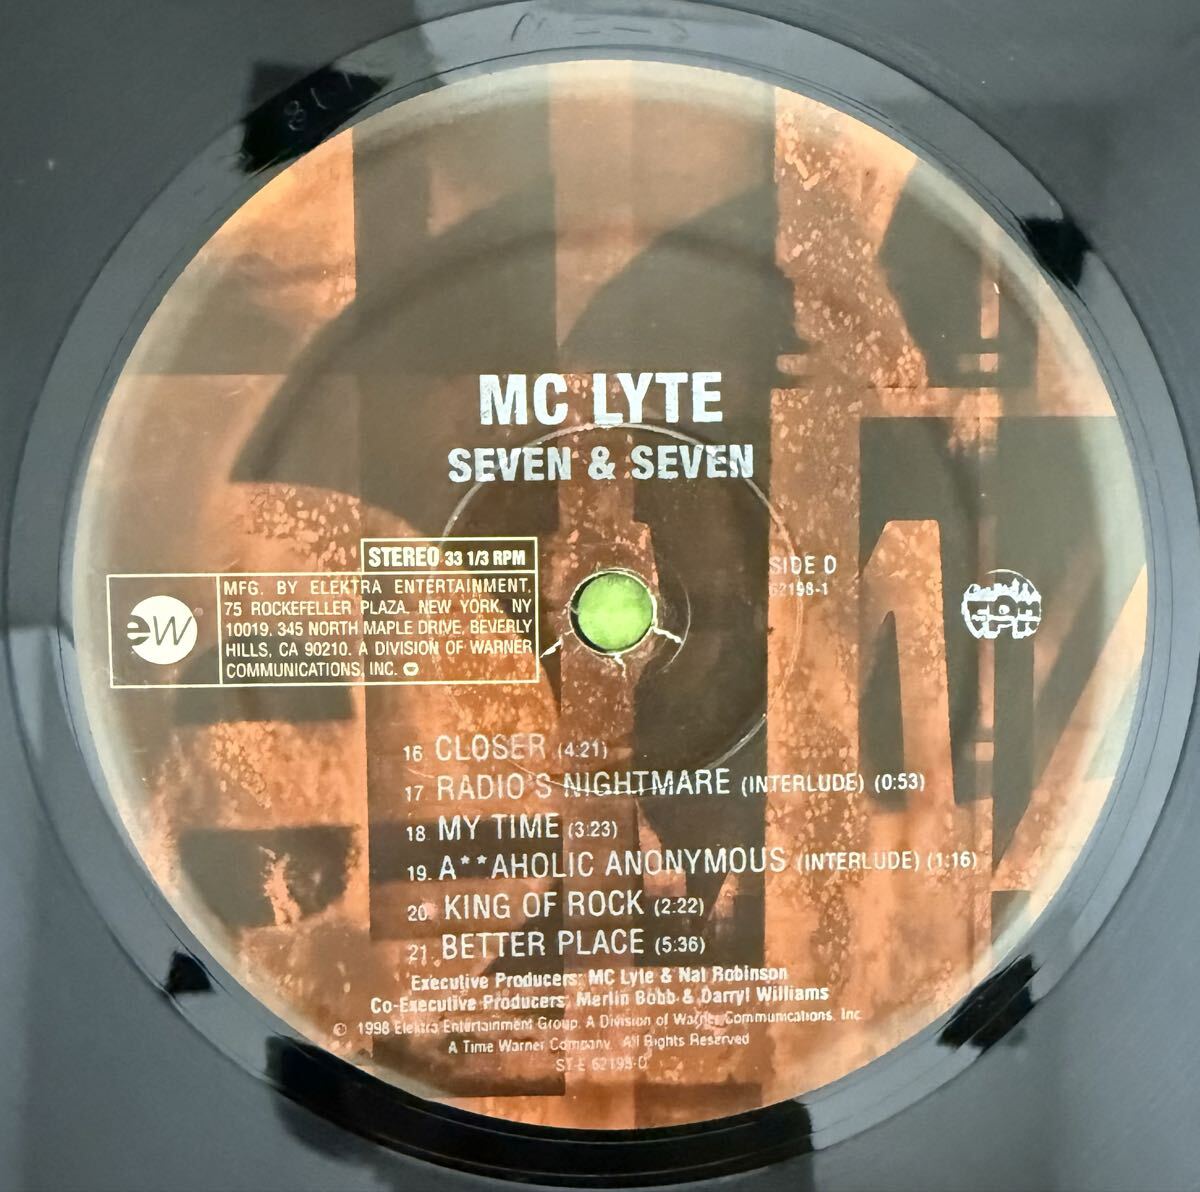 MC LYTE
SEVEN & SEVEN
STEREO 33 1/3 RPM
SIDE D
62198-1
MFG. BY ELEKTRA ENTERTAINMENT,
75 ROCKEFELLER PLAZA, NEW YORK, NY
10019. 345 NORTH MAPLE DRIVE, BEVERLY
HILLS, CA 90210. A DIVISION OF WARNER
COMMUNICATIONS, INC.
ew
16 CLOSER (4:21)
17 RADIO'S NIGHTMARE (INTERLUDE) (0:53)
18 MY TIME (3:23)
19. A**AHOLIC ANONYMOUS (INTERLUDE) (1:16)
20. KING OF ROCK (2:22)
21. BETTER PLACE (5:36)
Executive Producers: MC Lyte & Nat Robinson
Co-Executive Producers: Merlin Bobb & Darryl Williams
© 1998 Elektra Entertainment Group. A Division of Warner Communications, Inc.
A Time Warner Company. All Rights Reserved
ST-E 62198-D